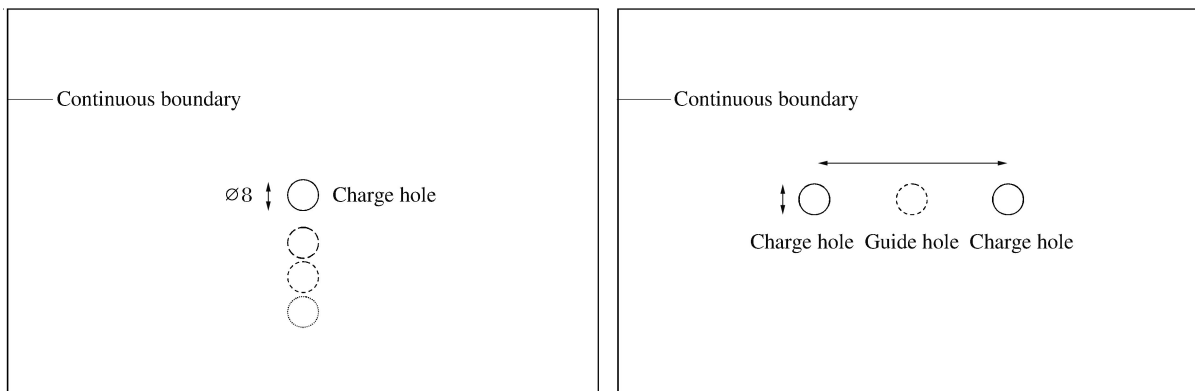 Continuous boundary
∅8
Charge hole
Continuous boundary
Charge hole Guide hole Charge hole